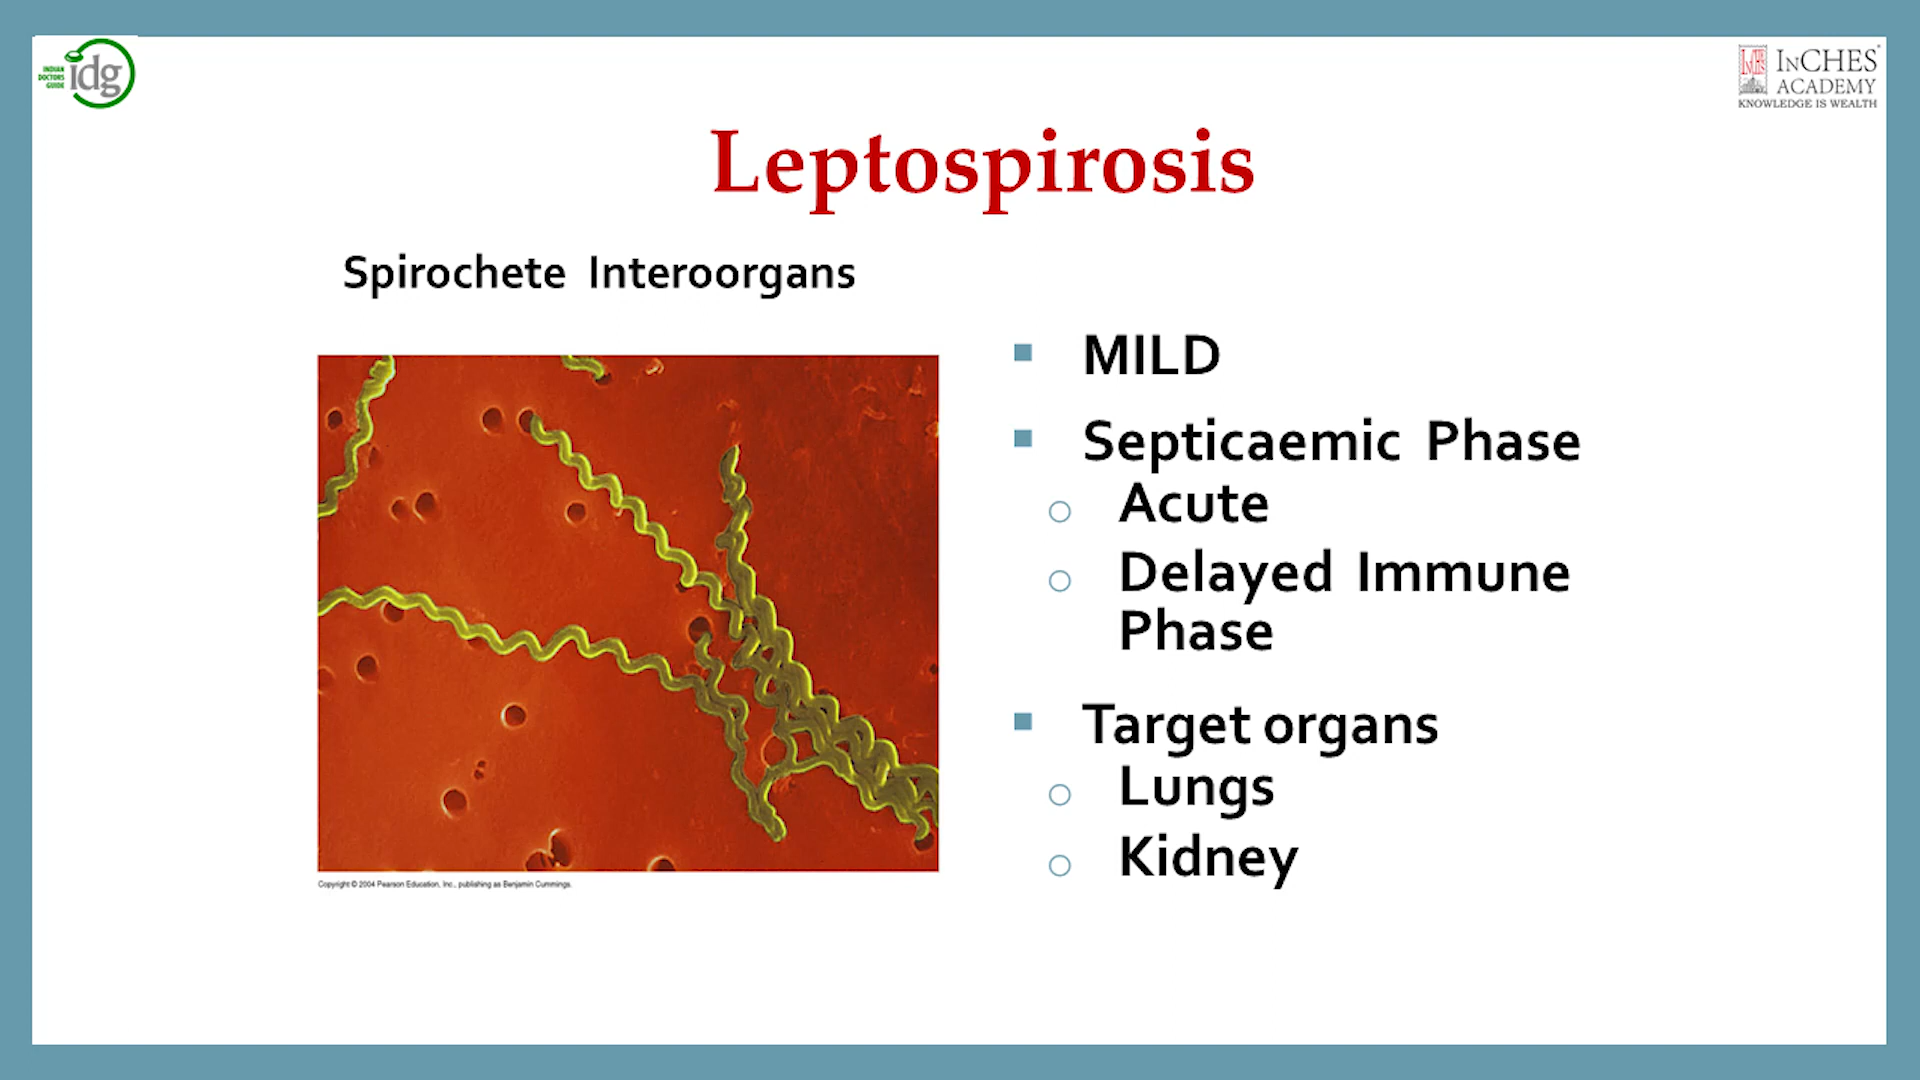 INDIAN
DOCTORS
GUIDE
idg
INCHES
ACADEMY
KNOWLEDGE IS WEALTH
Leptospirosis
Spirochete Interoorgans
MILD
Septicaemic Phase
Acute
Delayed Immune
Phase
Target organs
Lungs
Kidney
Copyright © 2004 Pearson Education, Inc., publishing as Benjamin Cummings.